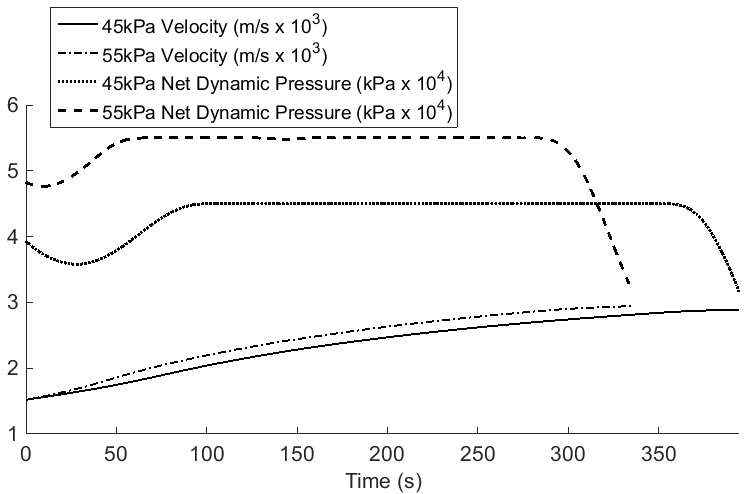 45kPa Velocity (m/s x 10³)
55kPa Velocity (m/s x 10³)
45kPa Net Dynamic Pressure (kPa x 10⁴)
55kPa Net Dynamic Pressure (kPa x 10⁴)
6
5
4
3
2
1
0 50 100 150 200 250 300 350
Time (s)